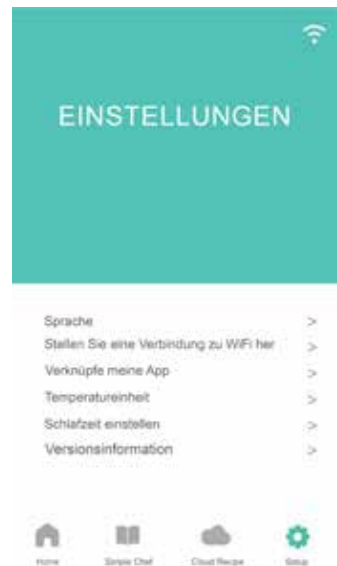 EINSTELLUNGEN
Sprache >
Stellen Sie eine Verbindung zu WiFi her >
Verknüpfe meine App >
Temperatureinheit >
Schlafzeit einstellen >
Versionsinformation >
Home Simple Chef Cloud Recipe Setup